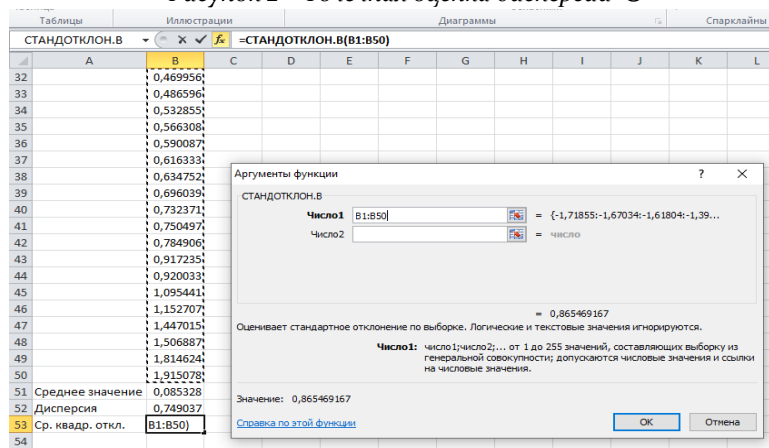 Таблицы Иллюстрации Диаграммы Спарклайны
СТАНДОТКЛОН.В fx =СТАНДОТКЛОН.В(B1:B50)
A B C D E F G H I J K L
32 0,469956
33 0,486596
34 0,532855
35 0,566308
36 0,590087
37 0,616333
38 0,634752
39 0,696039
40 0,732371
41 0,750497
42 0,784906
43 0,917235
44 0,920033
45 1,095441
46 1,152707
47 1,447015
48 1,506887
49 1,814624
50 1,915078
51 Среднее значение 0,085328
52 Дисперсия 0,749037
53 Ср. квадр. откл. B1:B50)
54
Аргументы функции ? X
СТАНДОТКЛОН.В
Число1 B1:B50 = {-1,71855:-1,67034:-1,61804:-1,39...
Число2 = число
= 0,865469167
Оценивает стандартное отклонение по выборке. Логические и текстовые значения игнорируются.
Число1: число1;число2;... от 1 до 255 значений, составляющих выборку из
генеральной совокупности; допускаются числовые значения и ссылки
на числовые значения.
Значение: 0,865469167
Справка по этой функции OK Отмена